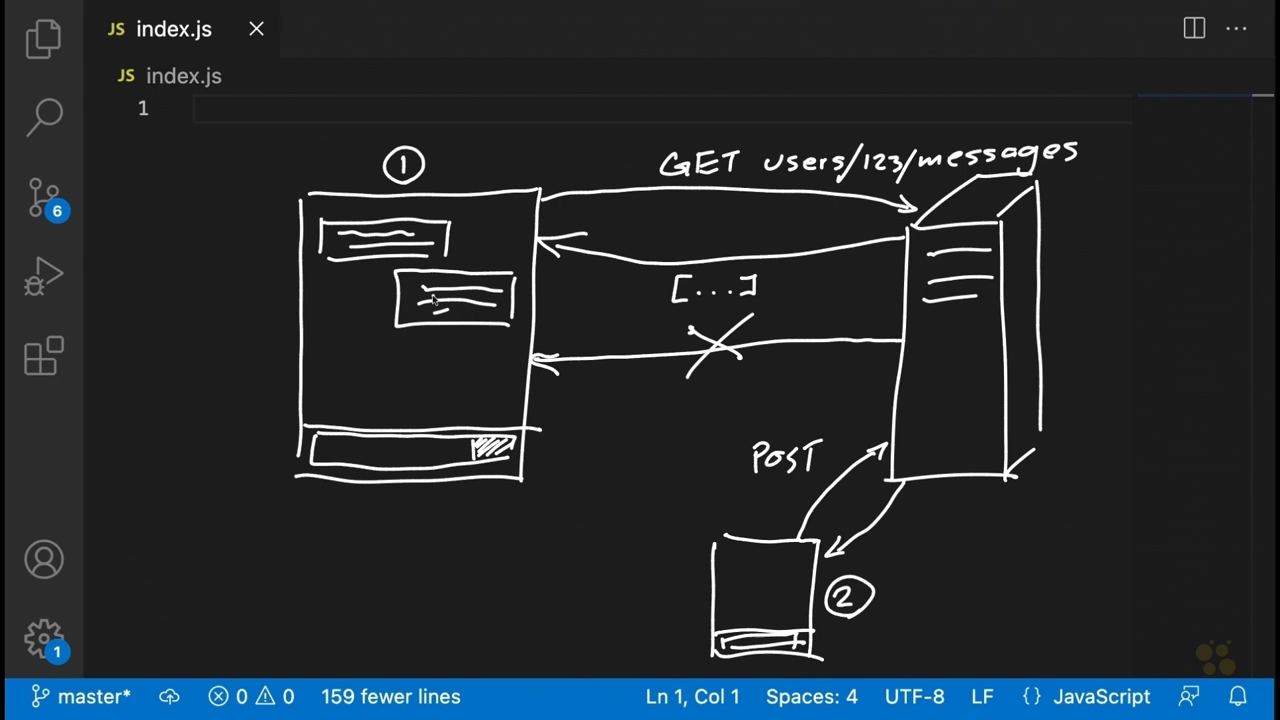 JS index.js
JS index.js
1
1
GET users/123/messages
[...]
POST
2
6
1
master*
0
0
159 fewer lines
Ln 1, Col 1
Spaces: 4
UTF-8
LF
{} JavaScript